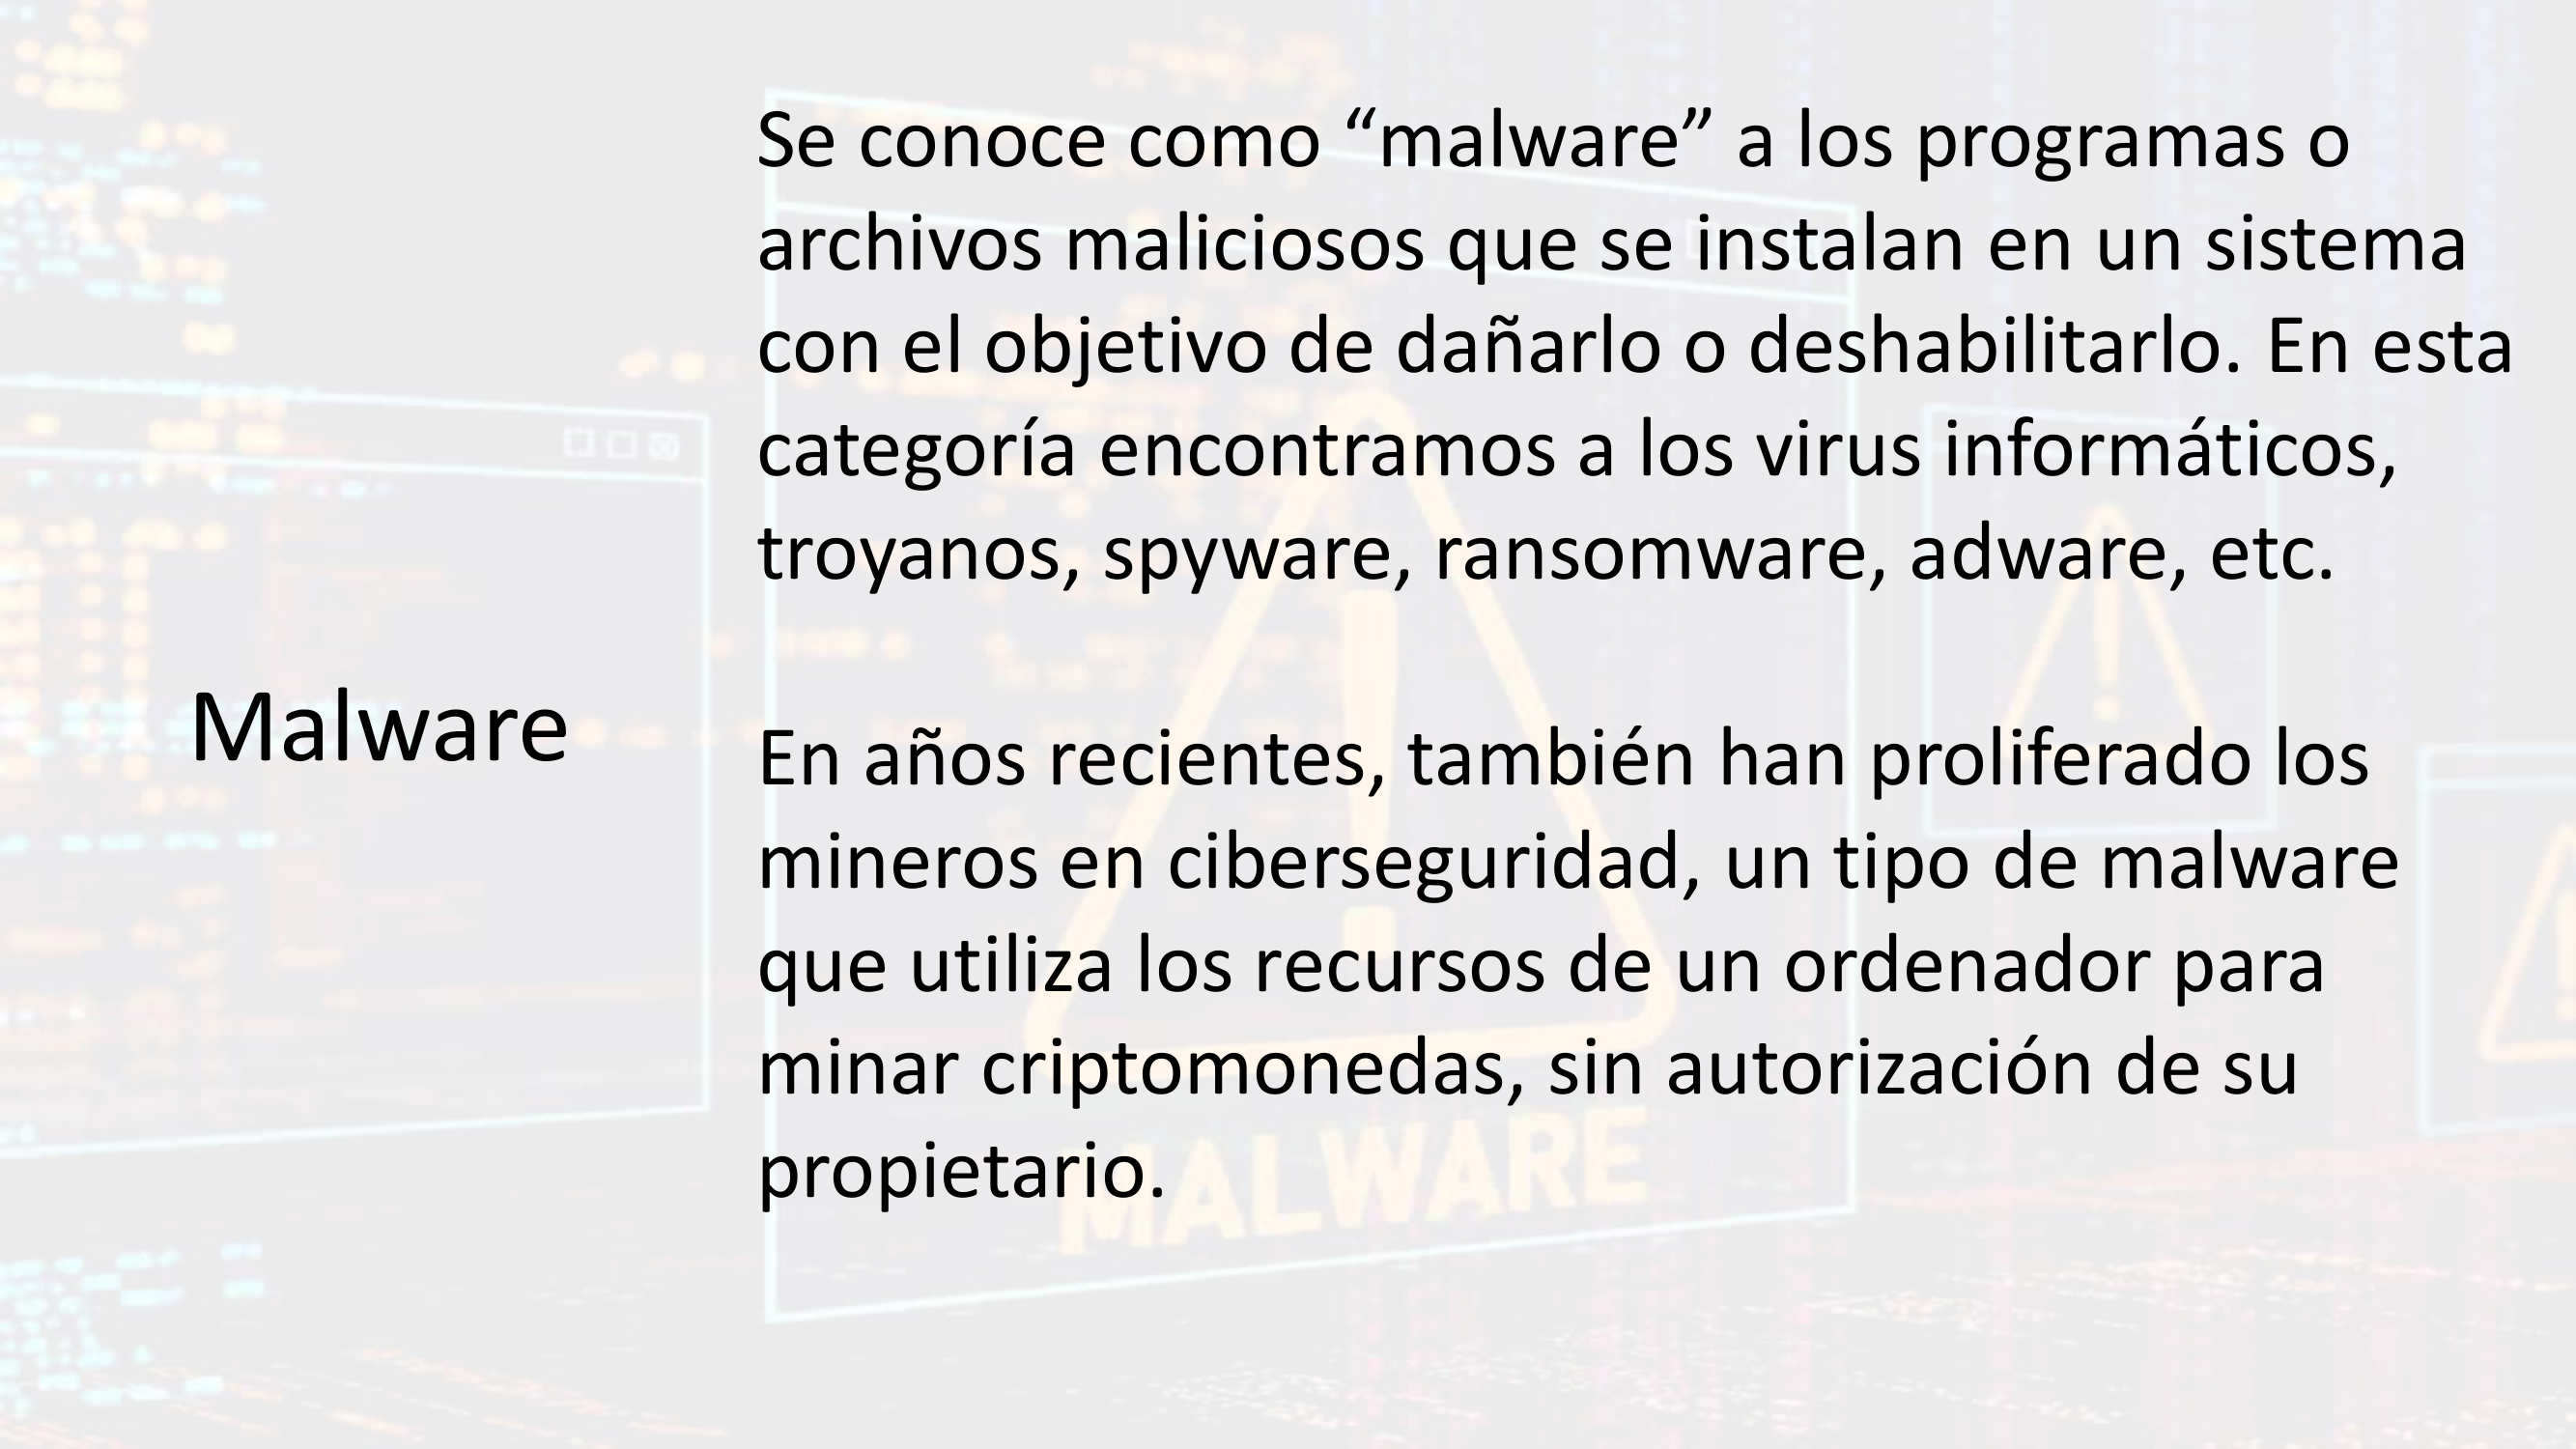 Malware
Se conoce como “malware” a los programas o
archivos maliciosos que se instalan en un sistema
con el objetivo de dañarlo o deshabilitarlo. En esta
categoría encontramos a los virus informáticos,
troyanos, spyware, ransomware, adware, etc.
En años recientes, también han proliferado los
mineros en ciberseguridad, un tipo de malware
que utiliza los recursos de un ordenador para
minar criptomonedas, sin autorización de su
propietario.
MALWARE